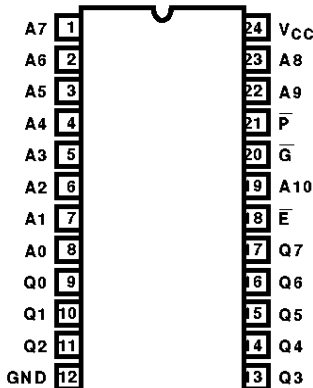 A7 1 24 VCC
A6 2 23 A8
A5 3 22 A9
A4 4 21 P̅
A3 5 20 G̅
A2 6 19 A10
A1 7 18 E̅
A0 8 17 Q7
Q0 9 16 Q6
Q1 10 15 Q5
Q2 11 14 Q4
GND 12 13 Q3